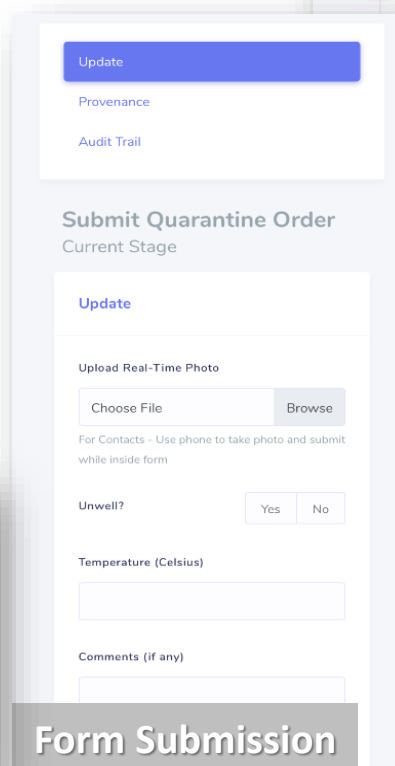 Update
Provenance
Audit Trail
Submit Quarantine Order
Current Stage
Update
Upload Real-Time Photo
Choose File Browse
For Contacts - Use phone to take photo and submit
while inside form
Unwell? Yes No
Temperature (Celsius)
Comments (if any)
Form Submission